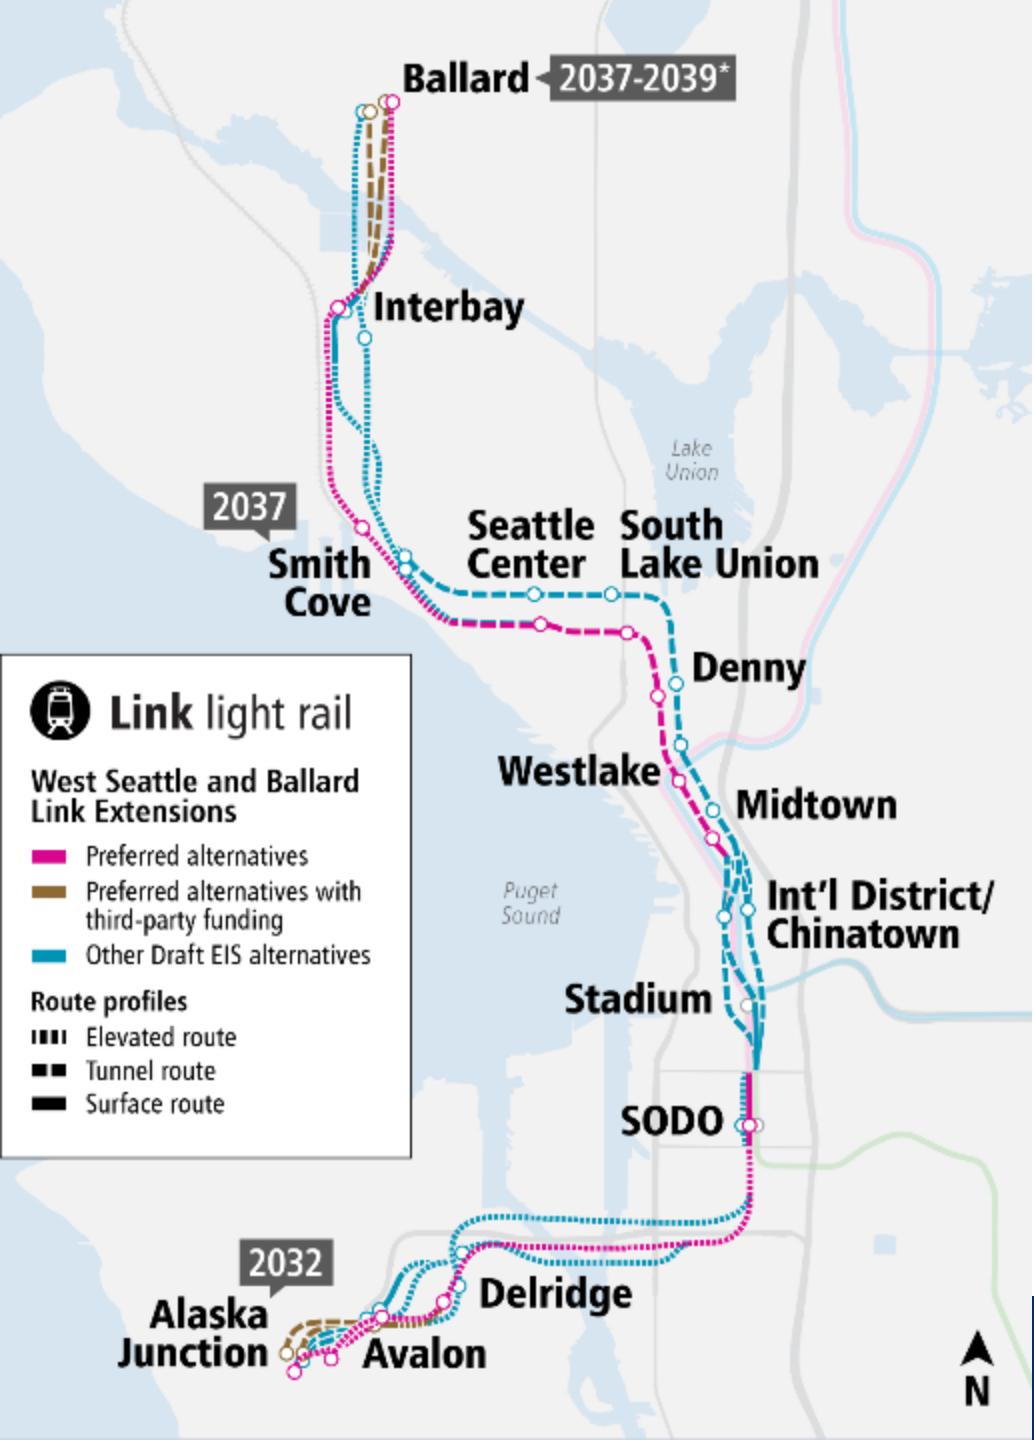 Ballard
2037-2039*
Interbay
Lake
Union
2037
Smith
Cove
Seattle
Center
South
Lake Union
Denny
Westlake
Midtown
Puget
Sound
Int'l District/
Chinatown
Stadium
SODO
Link light rail
West Seattle and Ballard
Link Extensions
Preferred alternatives
Preferred alternatives with
third-party funding
Other Draft EIS alternatives
Route profiles
Elevated route
Tunnel route
Surface route
2032
Alaska
Junction
Delridge
Avalon
N